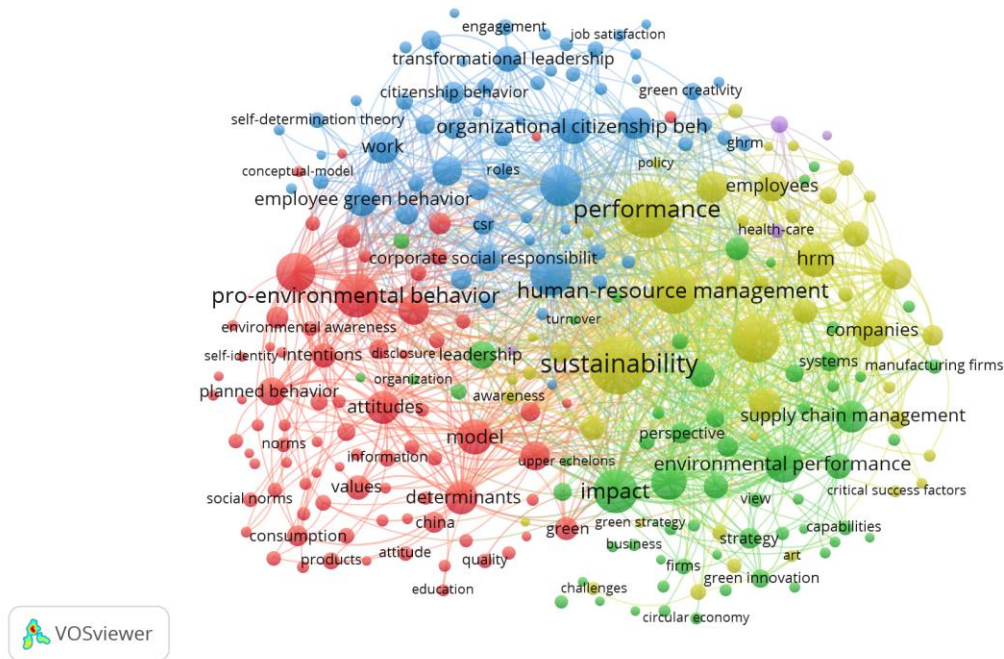 engagement
job satisfaction
transformational leadership
citizenship behavior
green creativity
self-determination theory
organizational citizenship beh
work
ghrm
policy
conceptual-model
roles
employees
employee green behavior
performance
csr
health-care
corporate social responsibilit
hrm
pro-environmental behavior
human-resource management
turnover
environmental awareness
companies
self-identity
intentions
disclosure
leadership
sustainability
systems
manufacturing firms
organization
planned behavior
awareness
attitudes
supply chain management
norms
model
perspective
information
upper echelons
environmental performance
values
impact
critical success factors
social norms
determinants
view
china
green
green strategy
capabilities
consumption
business
strategy
products
attitude
quality
firms
art
green innovation
education
challenges
circular economy
VOSviewer